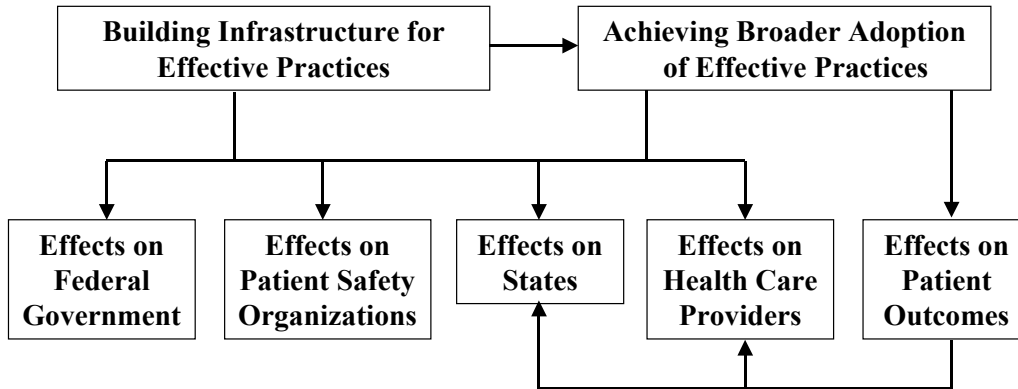 Building Infrastructure for
Effective Practices
Achieving Broader Adoption
of Effective Practices
Effects on
Federal
Government
Effects on
Patient Safety
Organizations
Effects on
States
Effects on
Health Care
Providers
Effects on
Patient
Outcomes